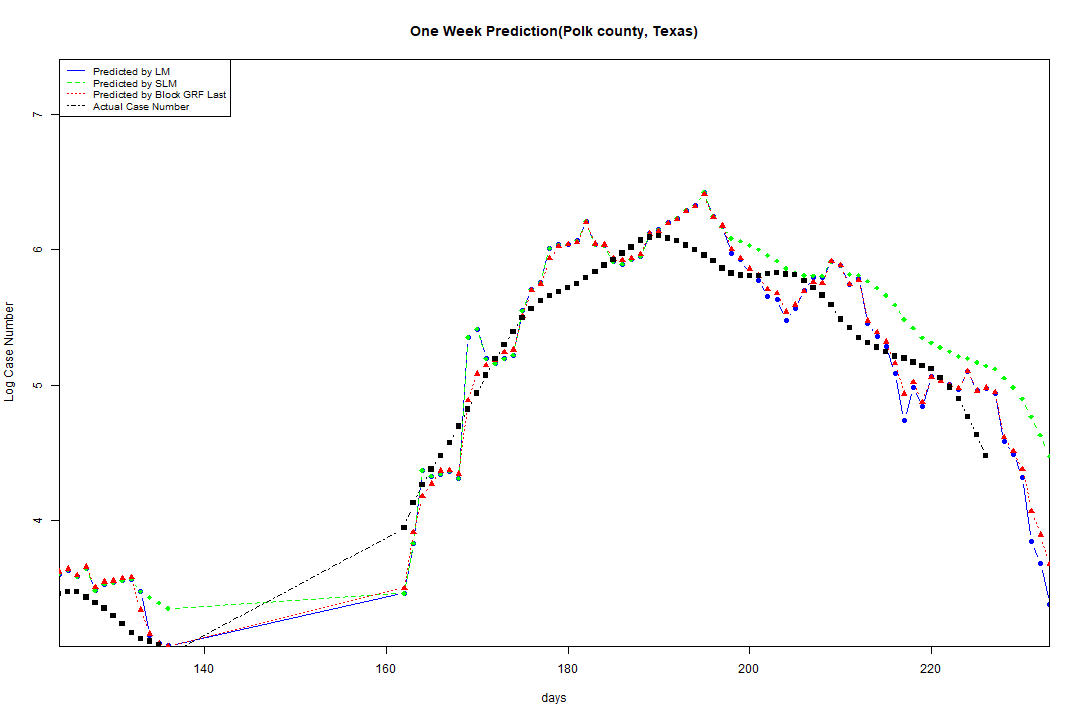 One Week Prediction(Polk county, Texas)
Predicted by LM
Predicted by SLM
Predicted by Block GRF Last
Actual Case Number
7
6
5
4
Log Case Number
140 160 180 200 220
days